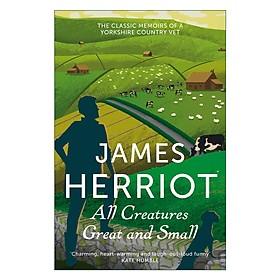 THE CLASSIC MEMOIRS OF A
YORKSHIRE COUNTRY VET
JAMES
HERRIOT
All Creatures
Great and Small
'Charming, heart-warming and laugh-out-loud funny'
KATE HUMBLE